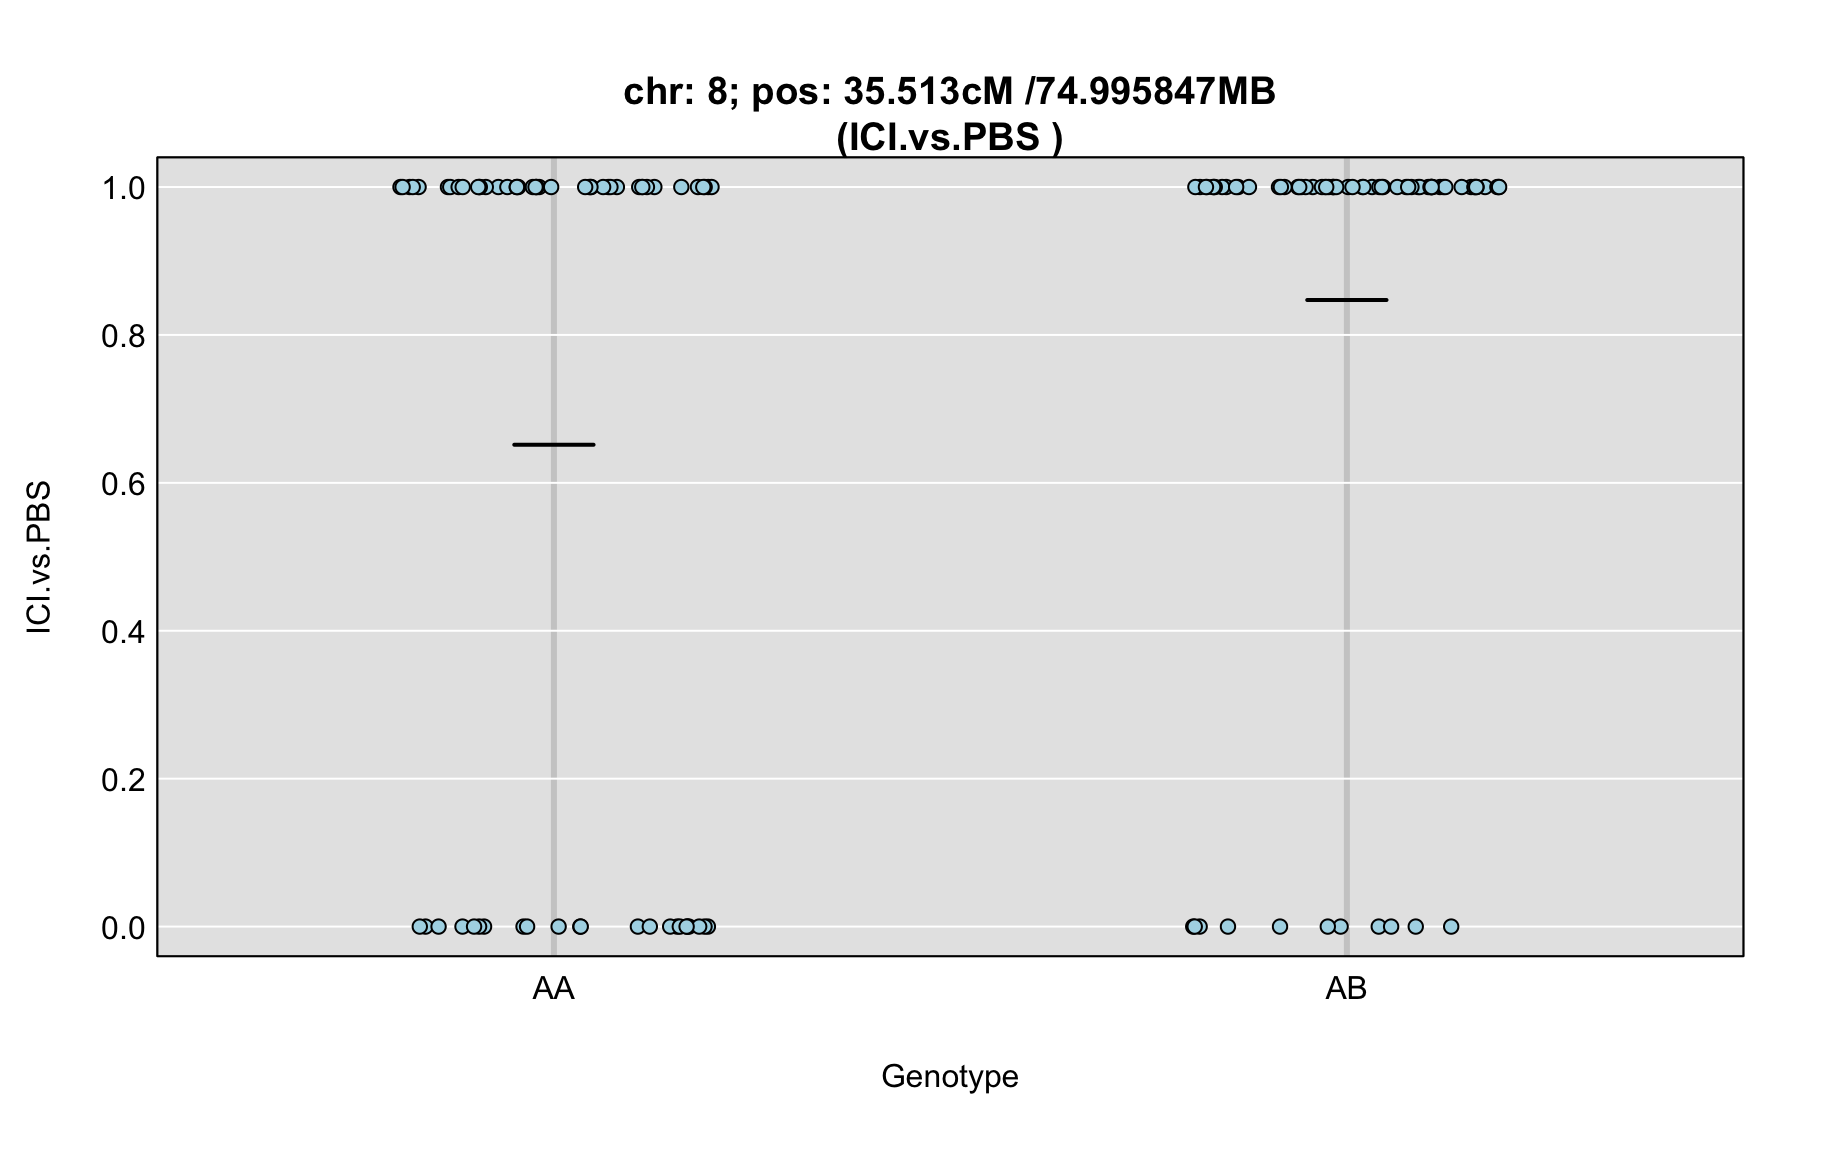 chr: 8; pos: 35.513cM /74.995847MB
(ICI.vs.PBS )
1.0
0.8
0.6
0.4
0.2
0.0
ICI.vs.PBS
AA
AB
Genotype